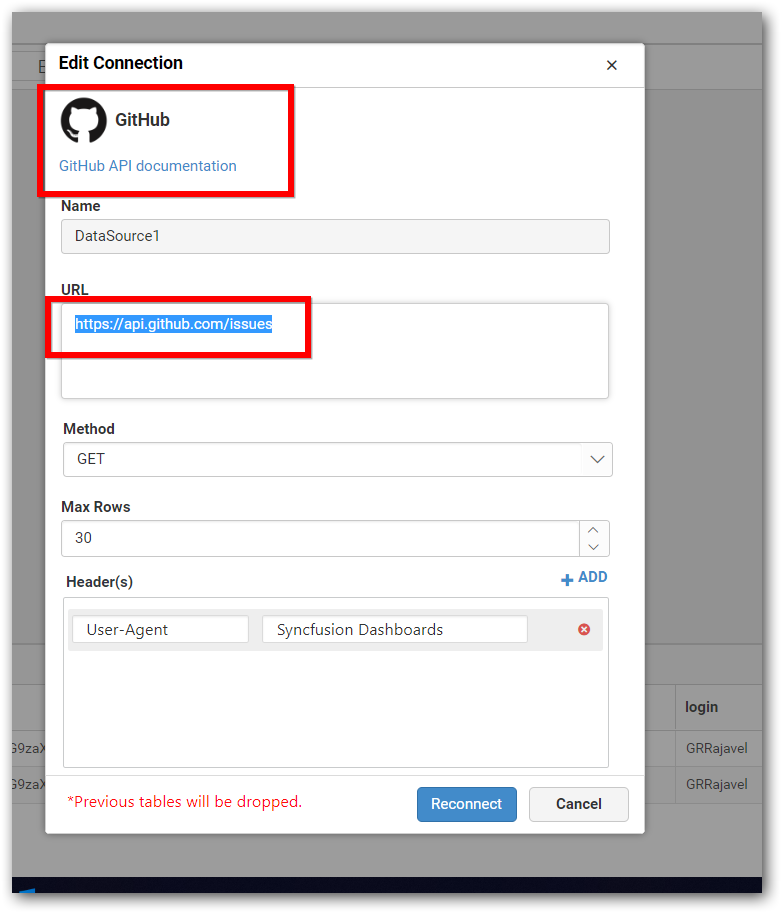 Edit Connection
GitHub
GitHub API documentation
Name
DataSource1
URL
https://api.github.com/issues
Method
GET
Max Rows
30
Header(s)
ADD
User-Agent Syncfusion Dashboards
login
GRRajavel
GRRajavel
*Previous tables will be dropped.
Reconnect Cancel